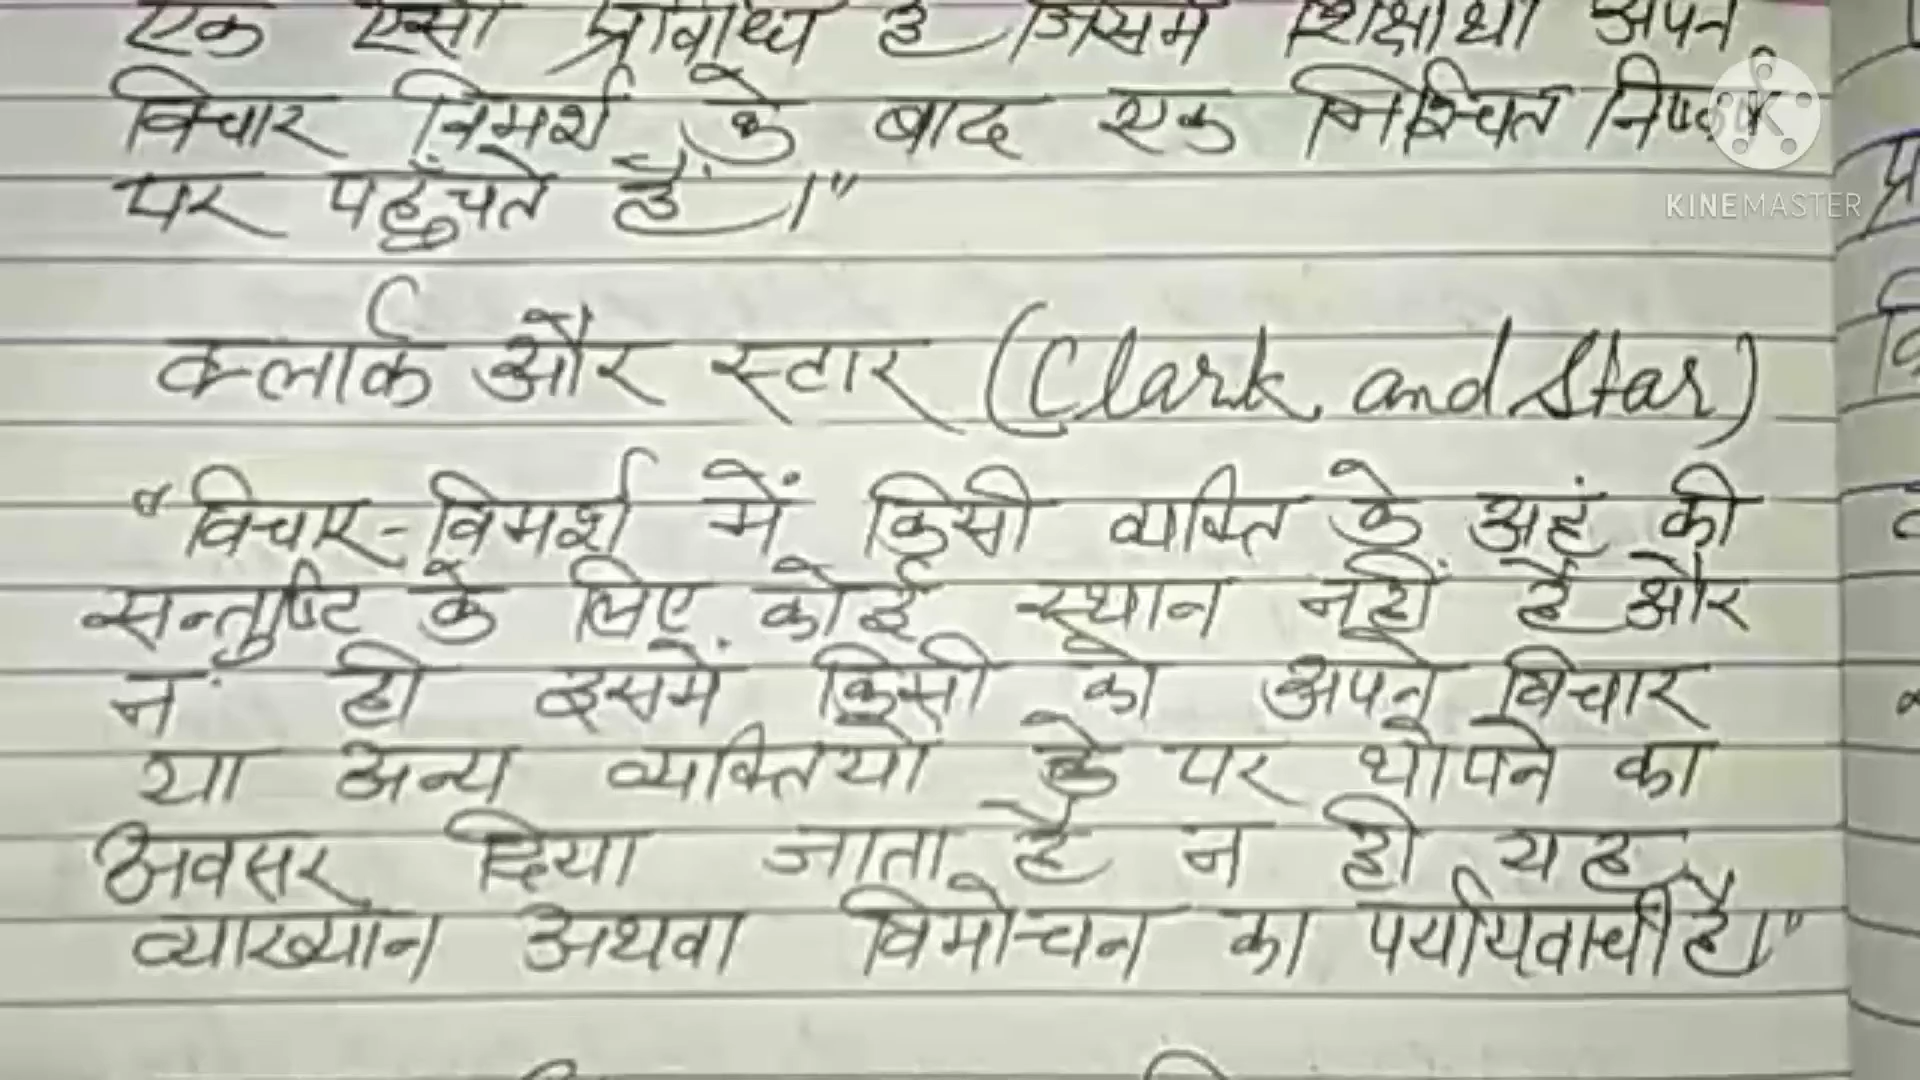 एक ऐसी प्रविधि है जिसमें शिक्षार्थी अपने
विचार विमर्श के बाद एक निश्चित निष्कर्ष
पर पहुँचते हैं।"
KINEMASTER
क्लार्क और स्टार (Clark and Star)
"विचार-विमर्श में किसी व्यक्ति के अहं की
सन्तुष्टि के लिए कोई स्थान नहीं है और
न ही इसमें किसी को अपने विचार
या अन्य व्यक्तियों के पर थोपने का
अवसर दिया जाता है न ही यह
व्याख्यान अथवा विमोचन का पर्यायवाची है।"